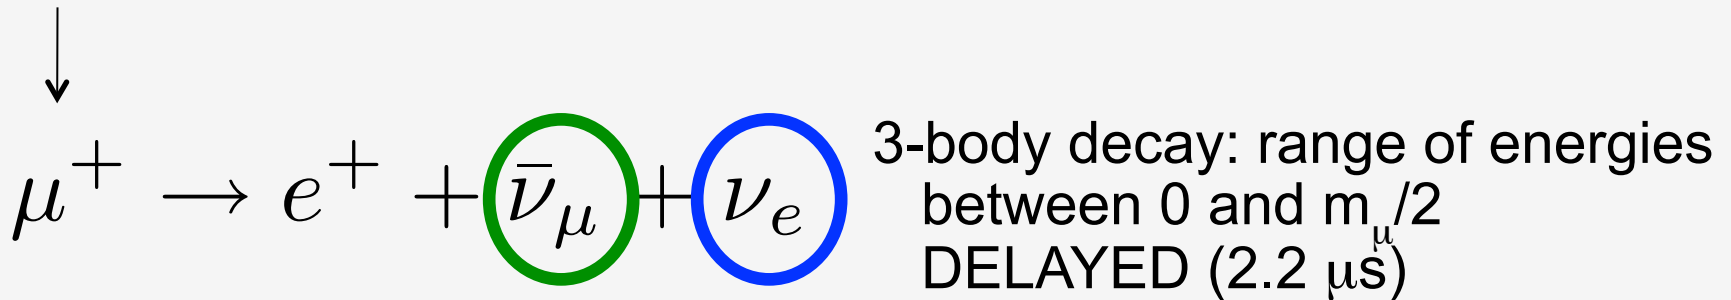 μ⁺ → e⁺ + ν̄_μ + ν_e
3-body decay: range of energies
between 0 and m_μ/2
DELAYED (2.2 μs)